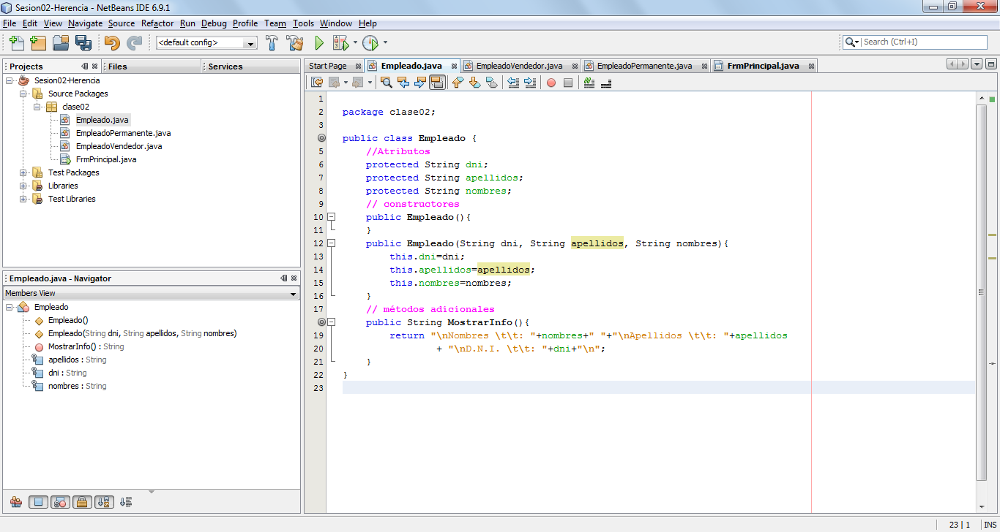 Sesion02-Herencia - NetBeans IDE 6.9.1
File Edit View Navigate Source Refactor Run Debug Profile Team Tools Window Help
<default config>
Search (Ctrl+I)
Projects Files Services
Sesion02-Herencia
Source Packages
clase02
Empleado.java
EmpleadoPermanente.java
EmpleadoVendedor.java
FrmPrincipal.java
Test Packages
Libraries
Test Libraries
Empleado.java - Navigator
Members View
Empleado
Empleado()
Empleado(String dni, String apellidos, String nombres)
MostrarInfo() : String
apellidos : String
dni : String
nombres : String
Start Page Empleado.java EmpleadoVendedor.java EmpleadoPermanente.java FrmPrincipal.java
1
2 package clase02;
3
public class Empleado {
5 //Atributos
6 protected String dni;
7 protected String apellidos;
8 protected String nombres;
9 // constructores
10 public Empleado(){
11 }
12 public Empleado(String dni, String apellidos, String nombres){
13 this.dni=dni;
14 this.apellidos=apellidos;
15 this.nombres=nombres;
16 }
17 // métodos adicionales
public String MostrarInfo(){
19 return "\nNombres \t\t: "+nombres+" "+"\nApellidos \t\t: "+apellidos
20 + "\nD.N.I. \t\t: "+dni+"\n";
21 }
22 }
23
23 | 1 INS